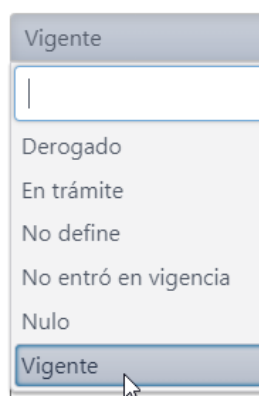 Vigente
Derogado
En trámite
No define
No entró en vigencia
Nulo
Vigente